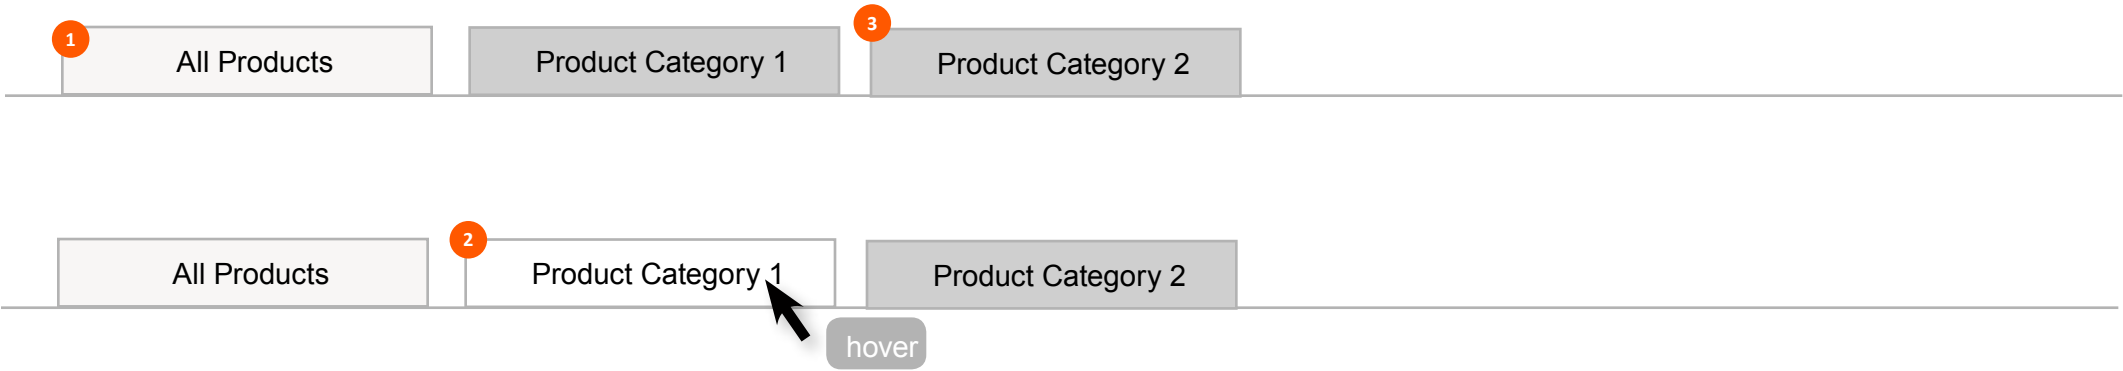 1
3
All Products
Product Category 1
Product Category 2
2
All Products
Product Category 1
Product Category 2
hover